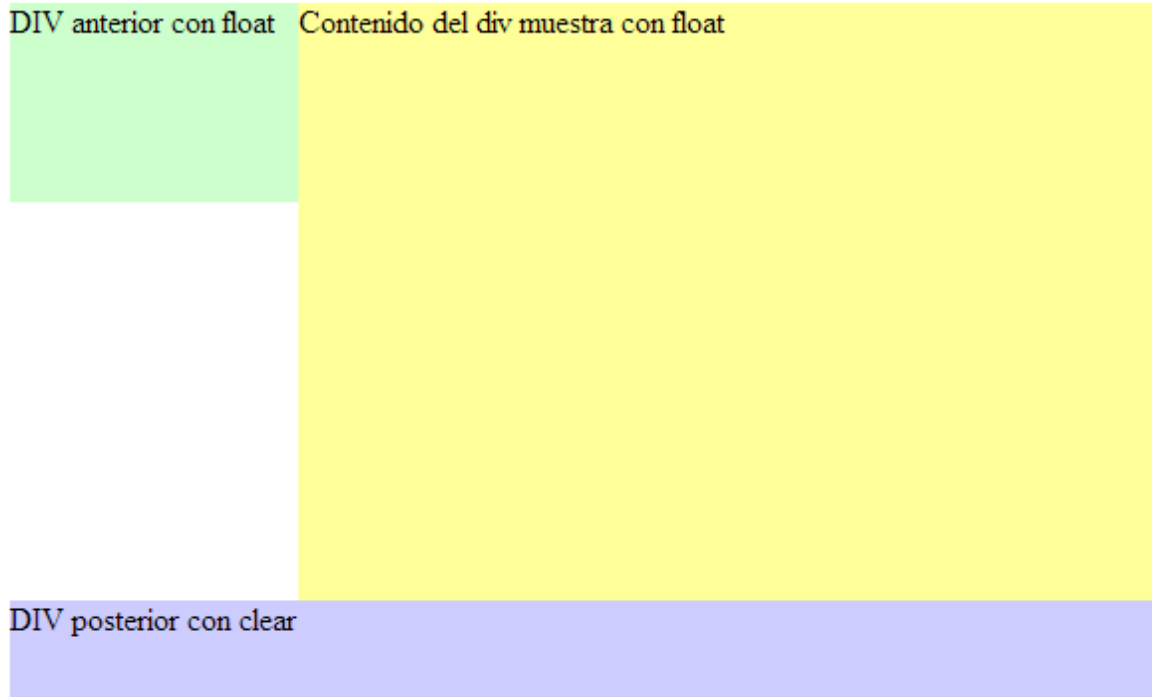 DIV anterior con float
Contenido del div muestra con float
DIV posterior con clear